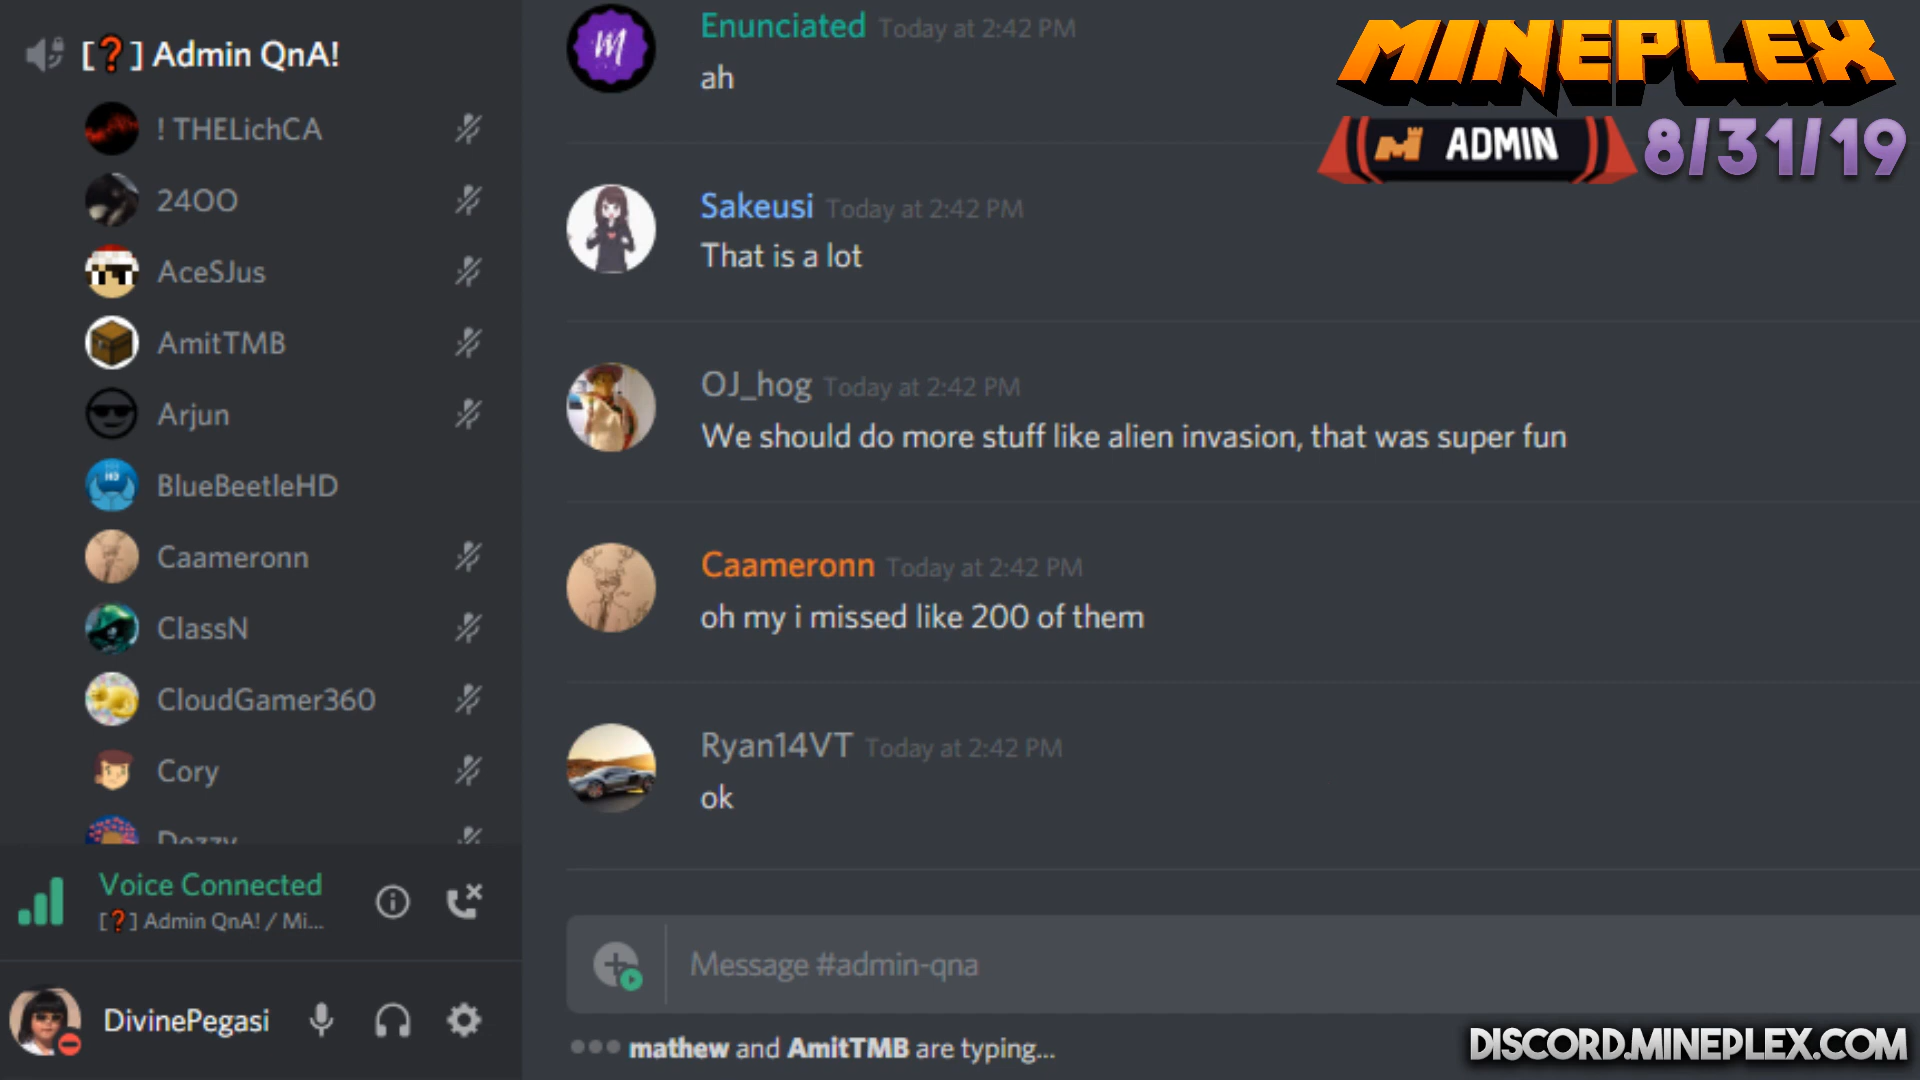 [❓] Admin QnA!
! THELichCA
24OO
AceSJus
AmitTMB
Arjun
BlueBeetleHD
Caameronn
ClassN
CloudGamer360
Cory
Dezzy
Voice Connected
[❓] Admin QnA! / Mi...
DivinePegasi
Enunciated Today at 2:42 PM
ah
Sakeusi Today at 2:42 PM
That is a lot
OJ_hog Today at 2:42 PM
We should do more stuff like alien invasion, that was super fun
Caameronn Today at 2:42 PM
oh my i missed like 200 of them
Ryan14VT Today at 2:42 PM
ok
Message #admin-qna
mathew and AmitTMB are typing...
MINEPLEX
ADMIN 8/31/19
DISCORD.MINEPLEX.COM